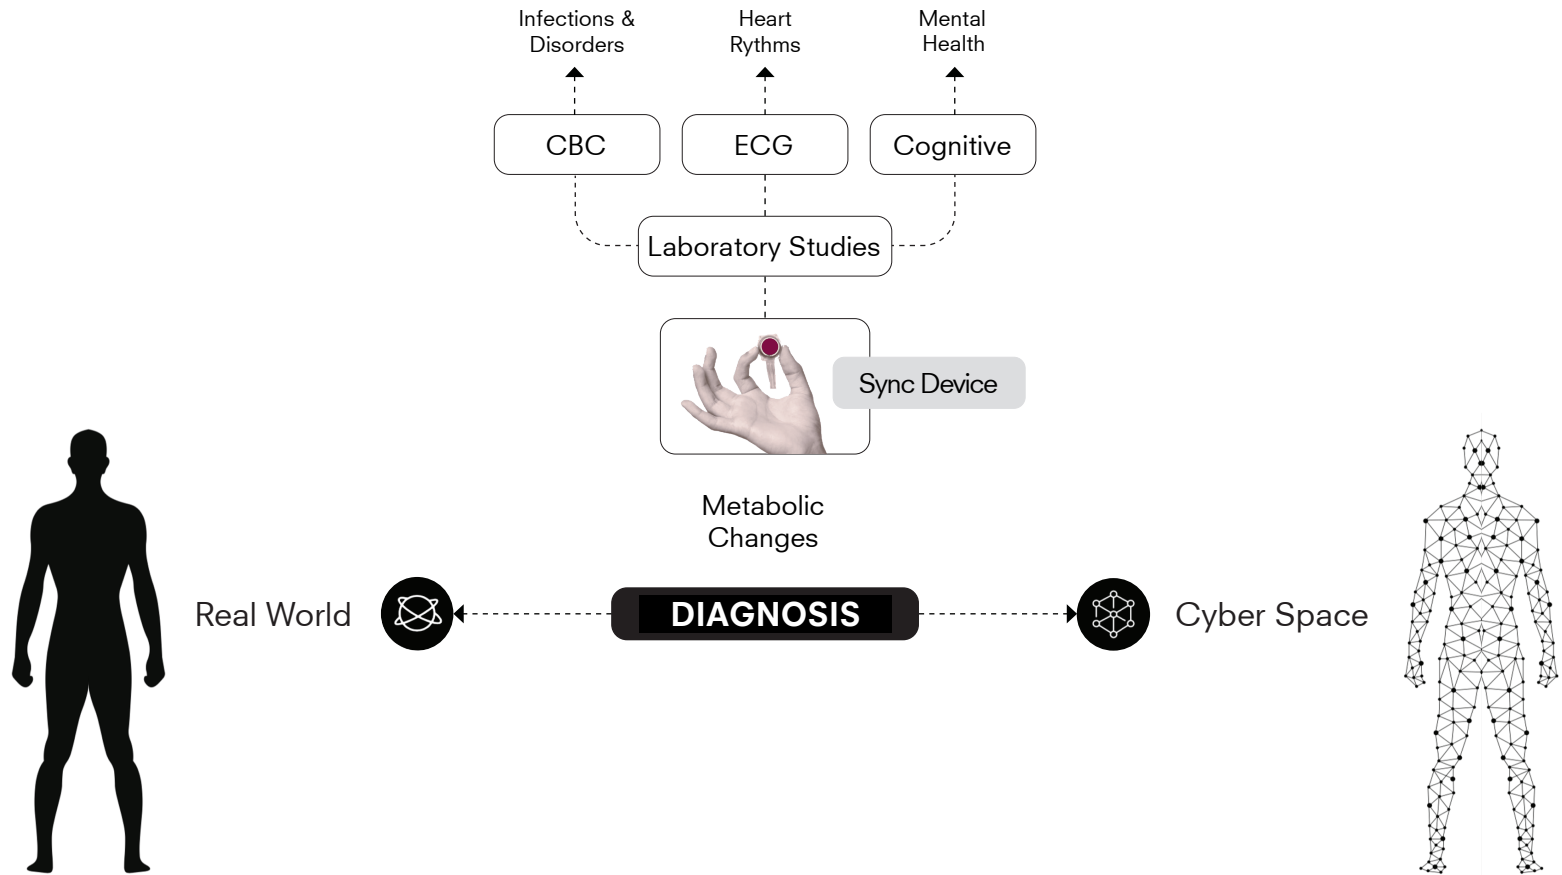 Infections &
Disorders
Heart
Rythms
Mental
Health
CBC
ECG
Cognitive
Laboratory Studies
Sync Device
Metabolic
Changes
Real World
DIAGNOSIS
Cyber Space